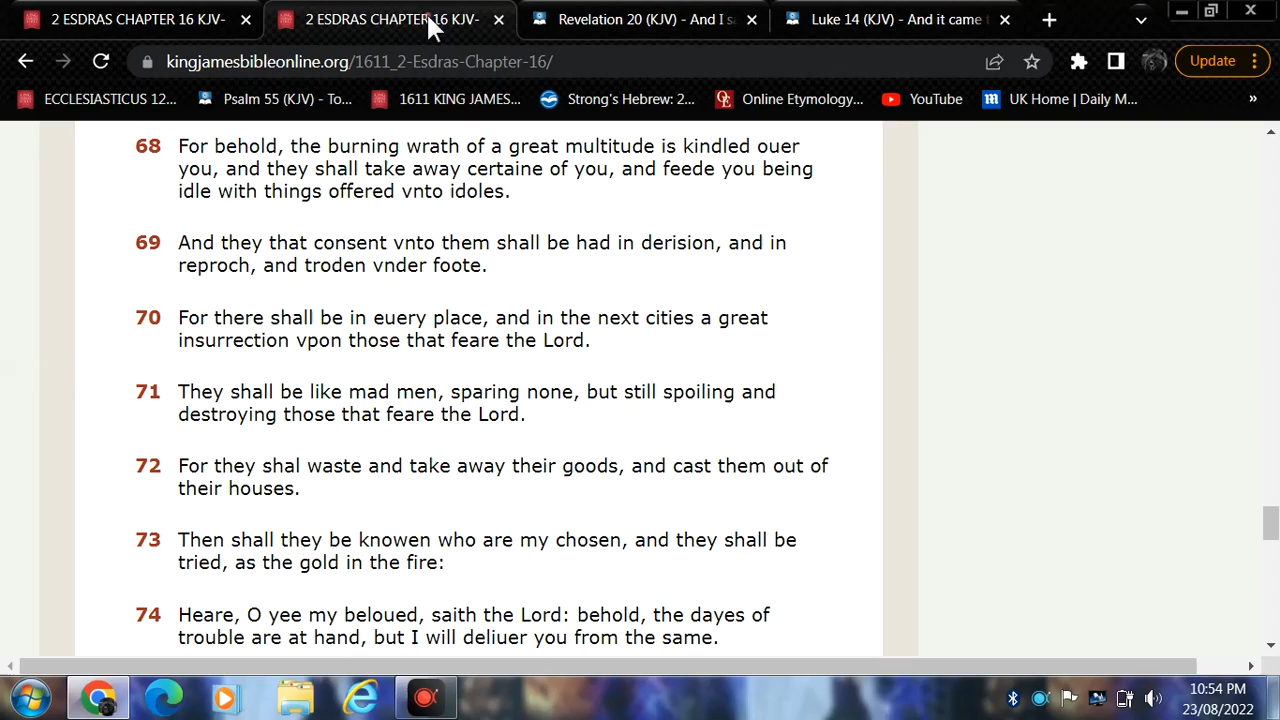 2 ESDRAS CHAPTER 16 KJV-
2 ESDRAS CHAPTER 16 KJV-
Revelation 20 (KJV) - And I sa
Luke 14 (KJV) - And it came t
kingjamesbibleonline.org/1611_2-Esdras-Chapter-16/
Update
ECCLESIASTICUS 12...
Psalm 55 (KJV) - To...
1611 KING JAMES...
Strong's Hebrew: 2...
Online Etymology...
YouTube
UK Home | Daily M...
68 For behold, the burning wrath of a great multitude is kindled ouer
you, and they shall take away certaine of you, and feede you being
idle with things offered vnto idoles.
69 And they that consent vnto them shall be had in derision, and in
reproch, and troden vnder foote.
70 For there shall be in euery place, and in the next cities a great
insurrection vpon those that feare the Lord.
71 They shall be like mad men, sparing none, but still spoiling and
destroying those that feare the Lord.
72 For they shal waste and take away their goods, and cast them out of
their houses.
73 Then shall they be knowen who are my chosen, and they shall be
tried, as the gold in the fire:
74 Heare, O yee my beloued, saith the Lord: behold, the dayes of
trouble are at hand, but I will deliuer you from the same.
10:54 PM
23/08/2022